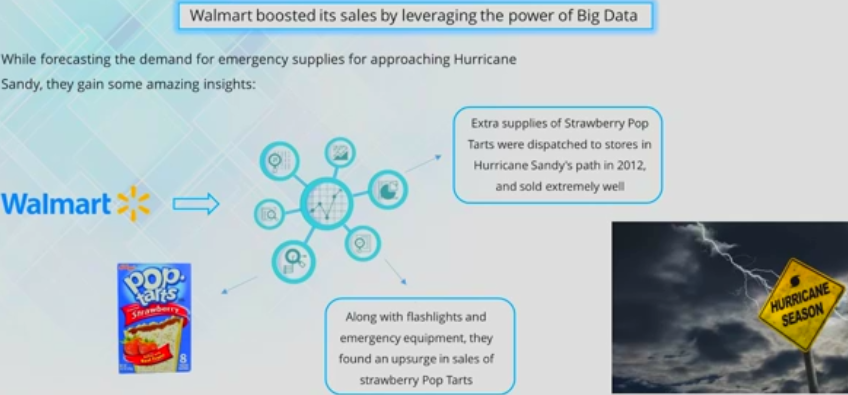 Walmart boosted its sales by leveraging the power of Big Data
While forecasting the demand for emergency supplies for approaching Hurricane
Sandy, they gain some amazing insights:
Extra supplies of Strawberry Pop
Tarts were dispatched to stores in
Hurricane Sandy's path in 2012,
and sold extremely well
Walmart
POP.
tarts
Strawberry
8
Along with flashlights and
emergency equipment, they
found an upsurge in sales of
strawberry Pop Tarts
HURRICANE
SEASON